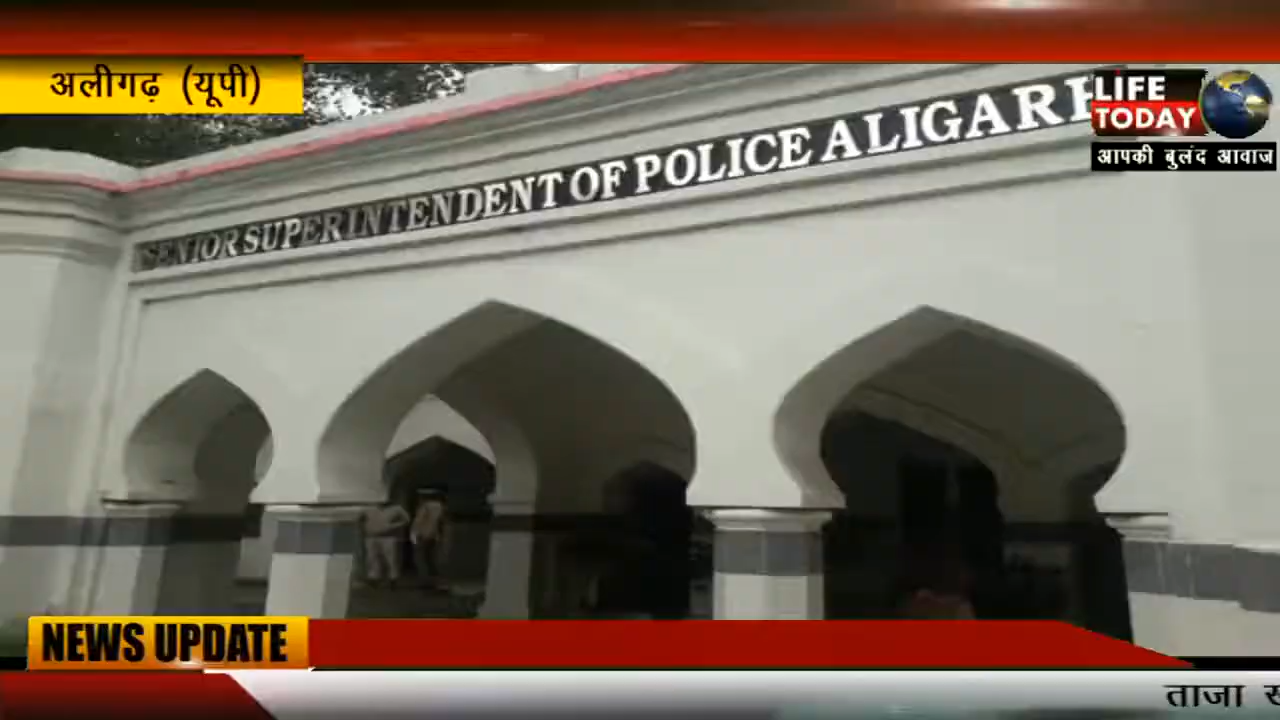 अलीगढ़ (यूपी)
LIFE
TODAY
आपकी बुलंद आवाज
SENIOR SUPERINTENDENT OF POLICE ALIGARH
NEWS UPDATE
ताजा